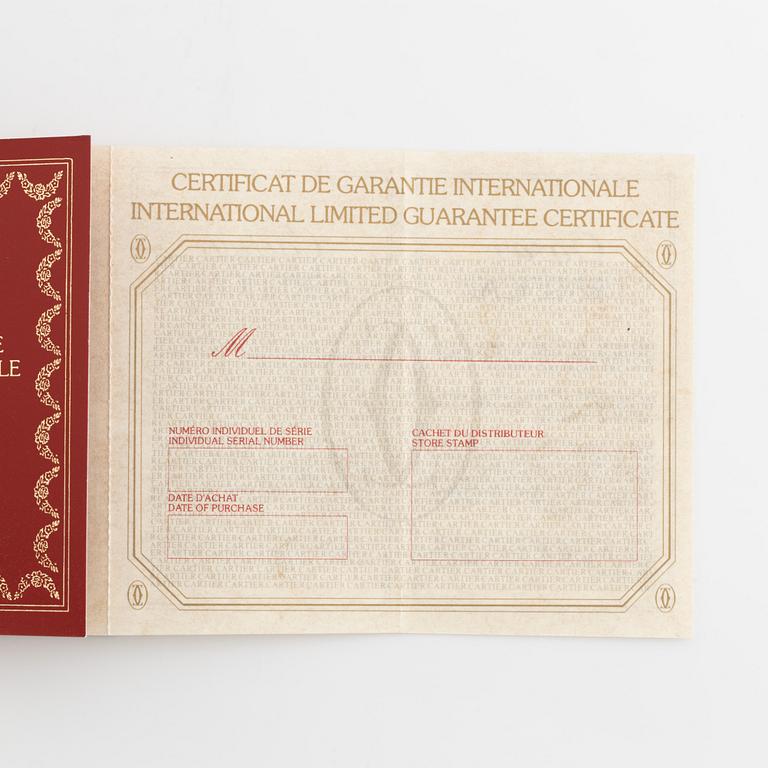 E
LE
CERTIFICAT DE GARANTIE INTERNATIONALE
INTERNATIONAL LIMITED GUARANTEE CERTIFICATE
M
NUMÉRO INDIVIDUEL DE SÉRIE
INDIVIDUAL SERIAL NUMBER
DATE D'ACHAT
DATE OF PURCHASE
CACHET DU DISTRIBUTEUR
STORE STAMP